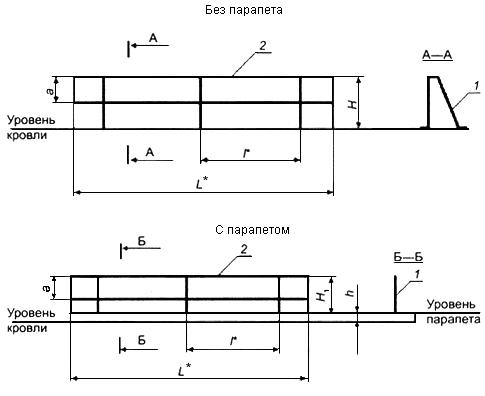 Без парапета
А
2
А—А
1
a
H
Уровень
кровли
А
l*
L*
С парапетом
Б
2
Б—Б
1
a
H1
h
Уровень
кровли
Уровень
парапета
Б
l*
L*